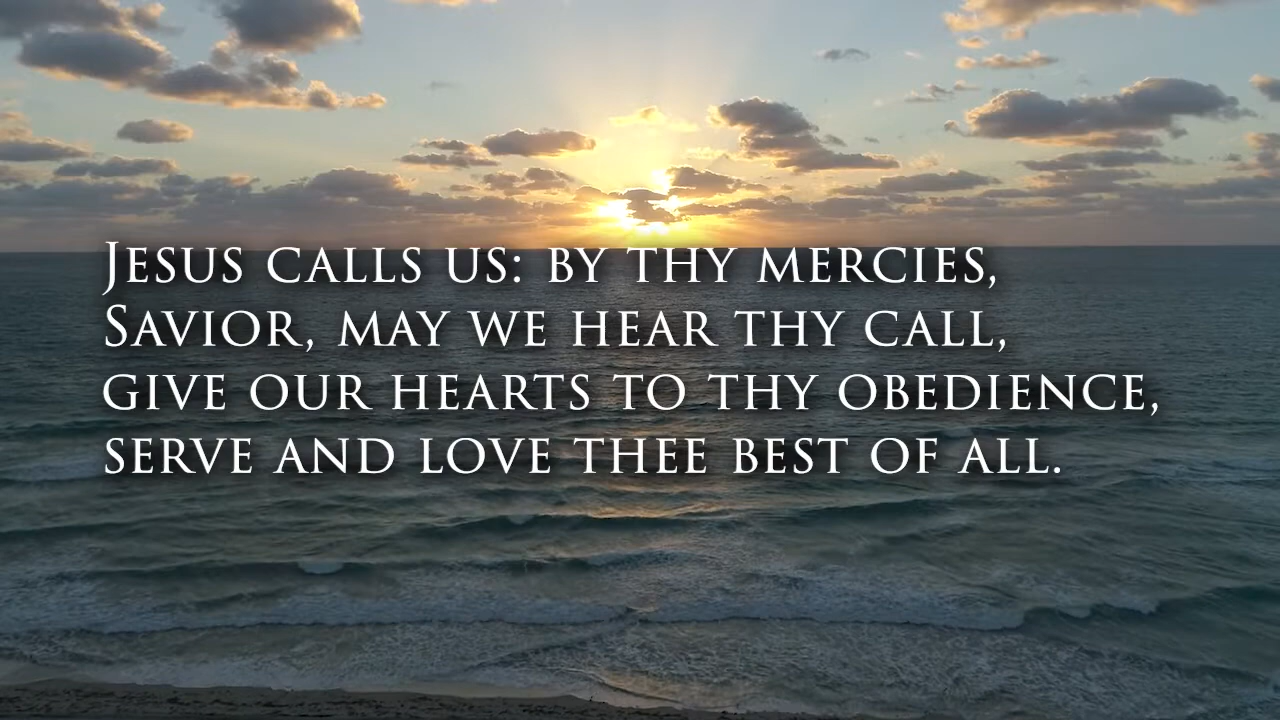 Jesus calls us: by thy mercies,
Savior, may we hear thy call,
give our hearts to thy obedience,
serve and love thee best of all.